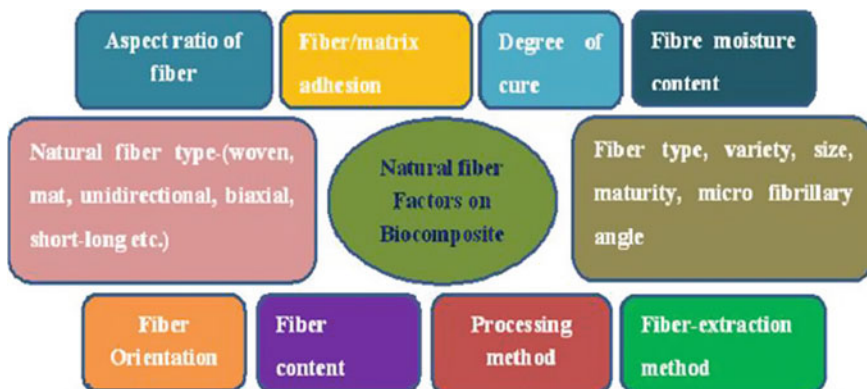 Aspect ratio of
fiber
Fiber/matrix
adhesion
Degree of
cure
Fibre moisture
content
Natural fiber type-(woven,
mat, unidirectional, biaxial,
short-long etc.)
Natural fiber
Factors on
Biocomposite
Fiber type, variety, size,
maturity, micro fibrillary
angle
Fiber
Orientation
Fiber
content
Processing
method
Fiber-extraction
method